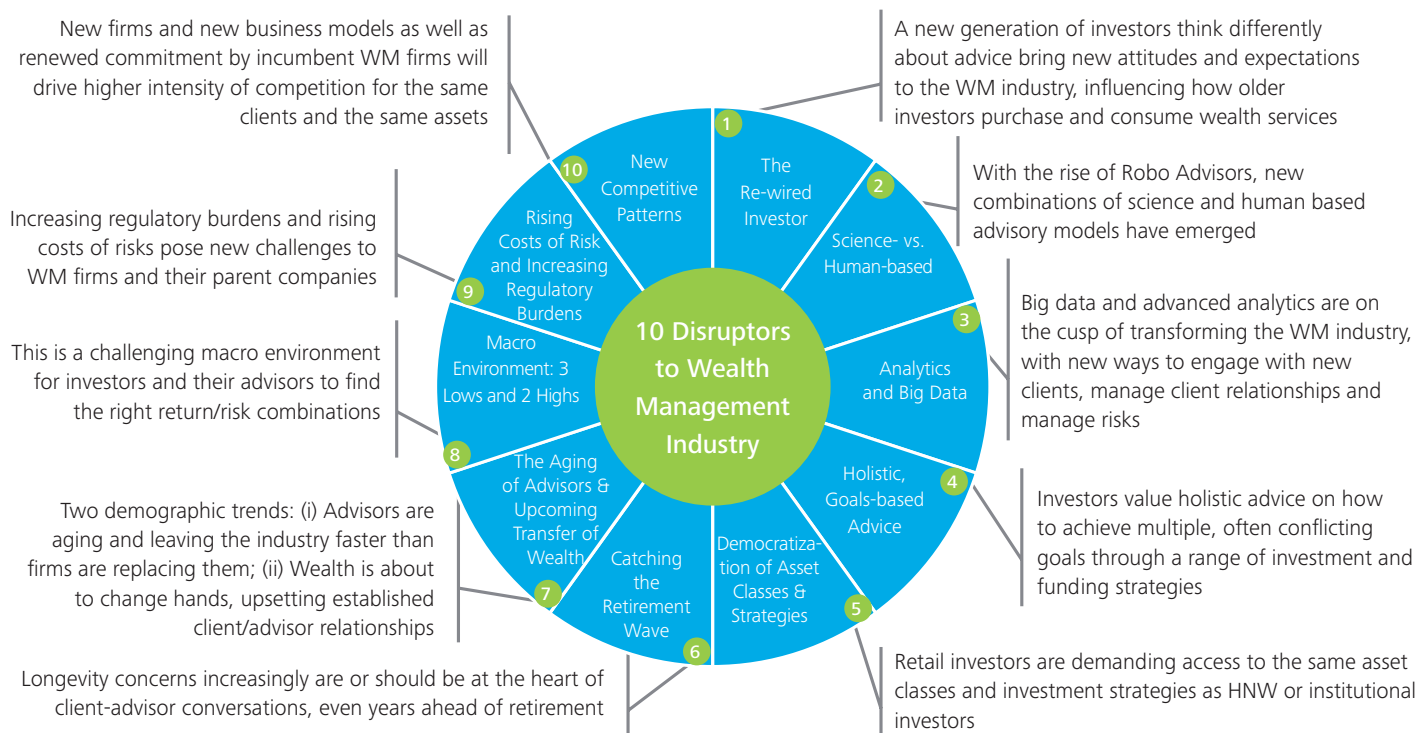 New firms and new business models as well as
renewed commitment by incumbent WM firms will
drive higher intensity of competition for the same
clients and the same assets
A new generation of investors think differently
about advice bring new attitudes and expectations
to the WM industry, influencing how older
investors purchase and consume wealth services
With the rise of Robo Advisors, new
combinations of science and human based
advisory models have emerged
Increasing regulatory burdens and rising
costs of risks pose new challenges to
WM firms and their parent companies
Big data and advanced analytics are on
the cusp of transforming the WM industry,
with new ways to engage with new
clients, manage client relationships and
manage risks
This is a challenging macro environment
for investors and their advisors to find
the right return/risk combinations
Investors value holistic advice on how
to achieve multiple, often conflicting
goals through a range of investment and
funding strategies
Two demographic trends: (i) Advisors are
aging and leaving the industry faster than
firms are replacing them; (ii) Wealth is about
to change hands, upsetting established
client/advisor relationships
Retail investors are demanding access to the same asset
classes and investment strategies as HNW or institutional
investors
Longevity concerns increasingly are or should be at the heart of
client-advisor conversations, even years ahead of retirement
10 Disruptors
to Wealth
Management
Industry
1
The
Re-wired
Investor
2
Science- vs.
Human-based
3
Analytics
and Big Data
4
Holistic,
Goals-based
Advice
5
Democratiza-
tion of Asset
Classes &
Strategies
6
Catching
the
Retirement
Wave
7
The Aging
of Advisors &
Upcoming
Transfer of
Wealth
8
Macro
Environment: 3
Lows and 2 Highs
9
Rising
Costs of Risk
and Increasing
Regulatory
Burdens
10
New
Competitive
Patterns